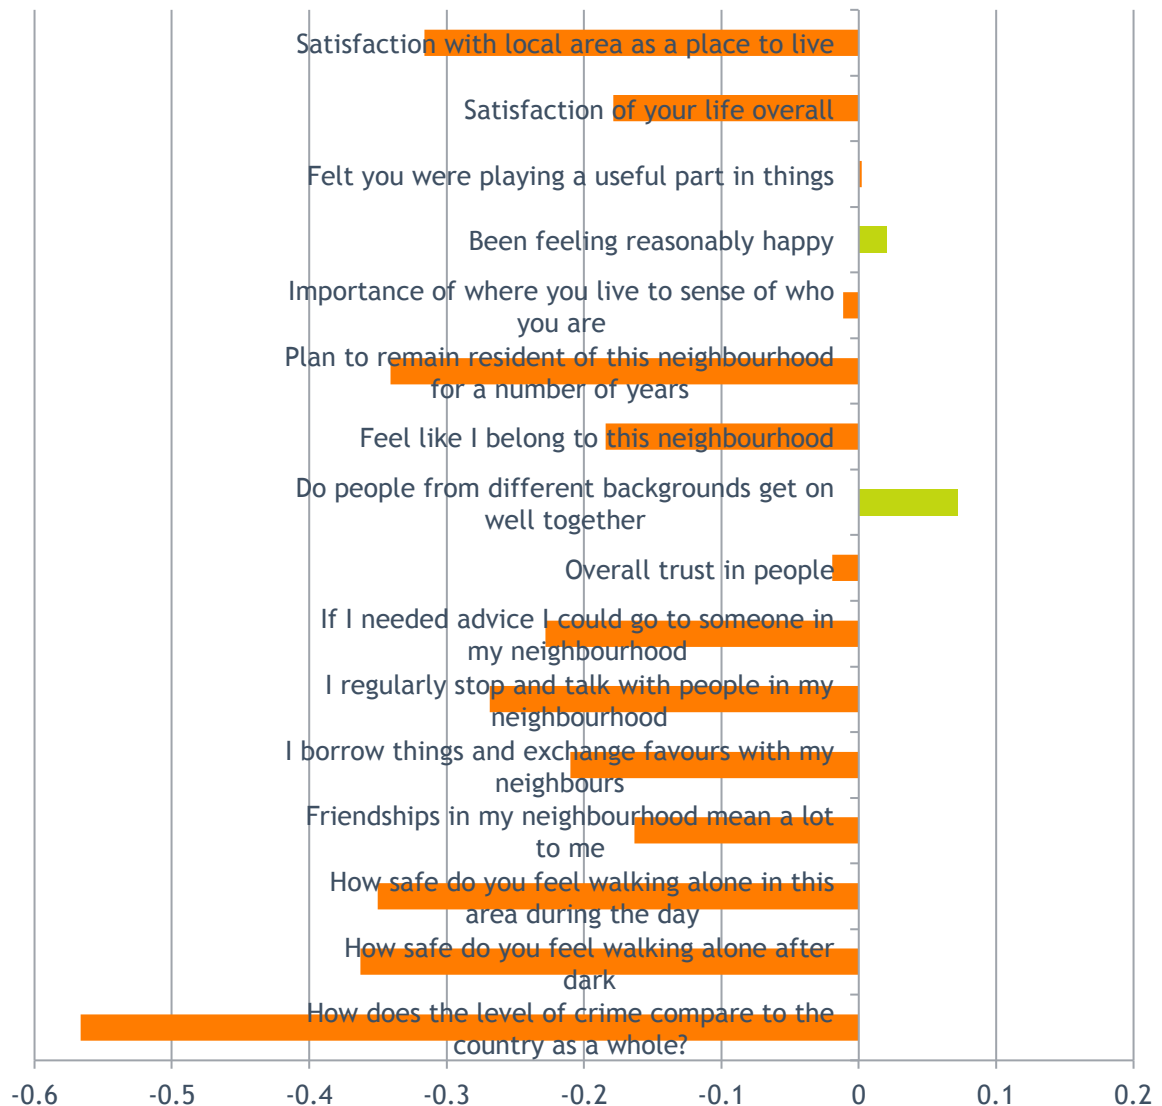 Satisfaction with local area as a place to live
Satisfaction of your life overall
Felt you were playing a useful part in things
Been feeling reasonably happy
Importance of where you live to sense of who
you are
Plan to remain resident of this neighbourhood
for a number of years
Feel like I belong to this neighbourhood
Do people from different backgrounds get on
well together
Overall trust in people
If I needed advice I could go to someone in
my neighbourhood
I regularly stop and talk with people in my
neighbourhood
I borrow things and exchange favours with my
neighbours
Friendships in my neighbourhood mean a lot
to me
How safe do you feel walking alone in this
area during the day
How safe do you feel walking alone after
dark
How does the level of crime compare to the
country as a whole?
-0.6 -0.5 -0.4 -0.3 -0.2 -0.1 0 0.1 0.2